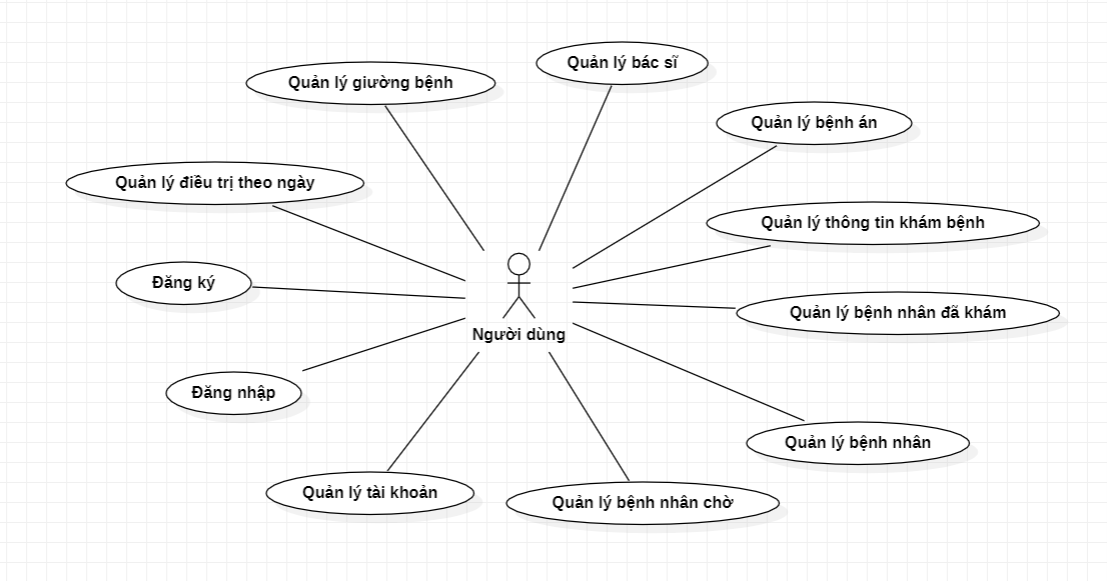 Quản lý bác sĩ
Quản lý giường bệnh
Quản lý bệnh án
Quản lý điều trị theo ngày
Quản lý thông tin khám bệnh
Đăng ký
Quản lý bệnh nhân đã khám
Người dùng
Đăng nhập
Quản lý bệnh nhân
Quản lý tài khoản
Quản lý bệnh nhân chờ